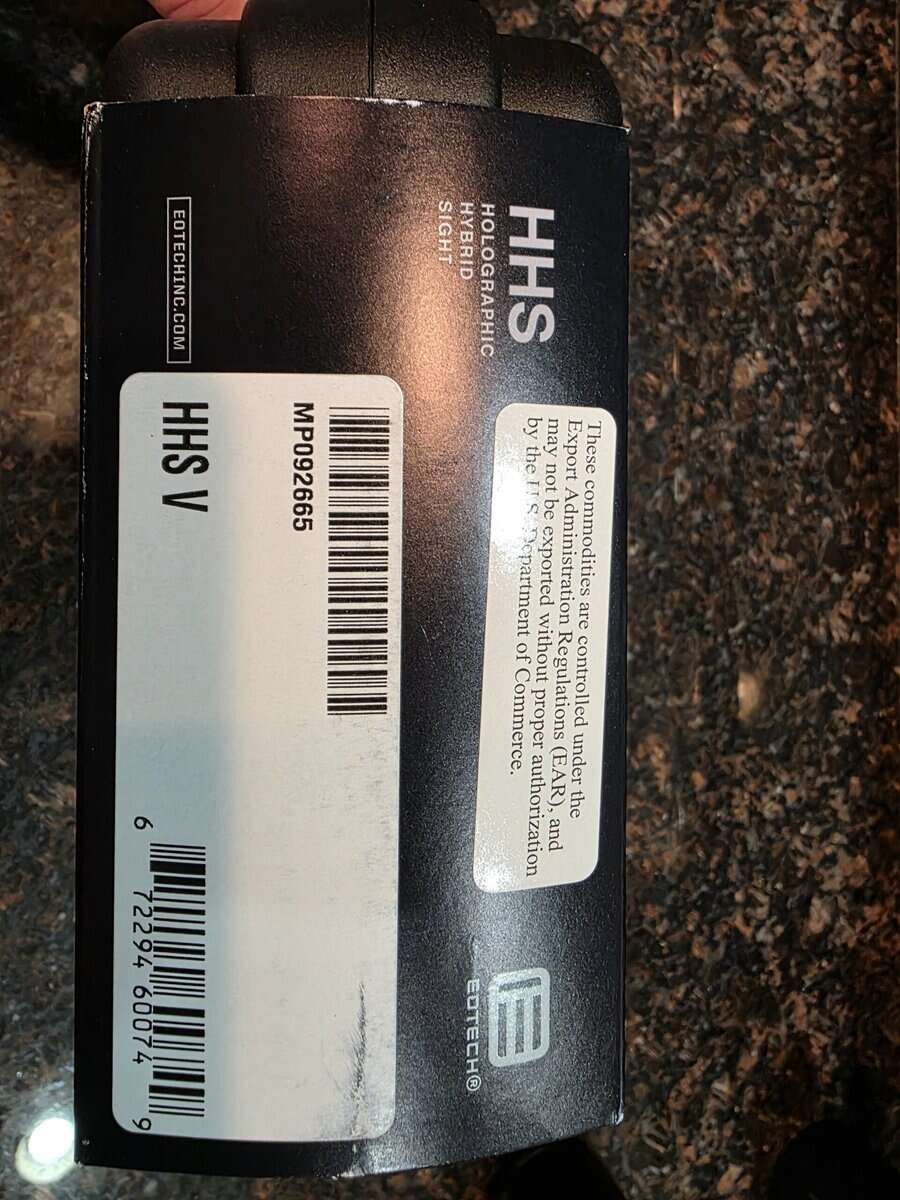 HHS
HOLOGRAPHIC
HYBRID
SIGHT
EOTECHINC.COM
These commodities are controlled under the
Export Administration Regulations (EAR), and
may not be exported without proper authorization
by the U.S. Department of Commerce.
EOTECH®
MP092665
HHS V
6 72294 60074 9